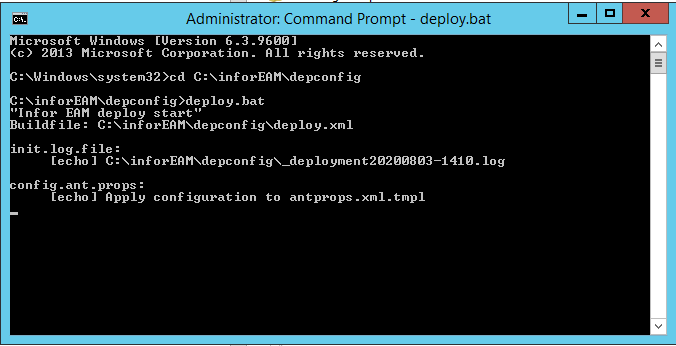 Administrator: Command Prompt - deploy.bat
Microsoft Windows [Version 6.3.9600]
(c) 2013 Microsoft Corporation. All rights reserved.
C:\Windows\system32>cd C:\inforEAM\depconfig
C:\inforEAM\depconfig>deploy.bat
"Infor EAM deploy start"
Buildfile: C:\inforEAM\depconfig\deploy.xml
init.log.file:
[echo] C:\inforEAM\depconfig\_deployment20200803-1410.log
config.ant.props:
[echo] Apply configuration to antprops.xml.tmpl